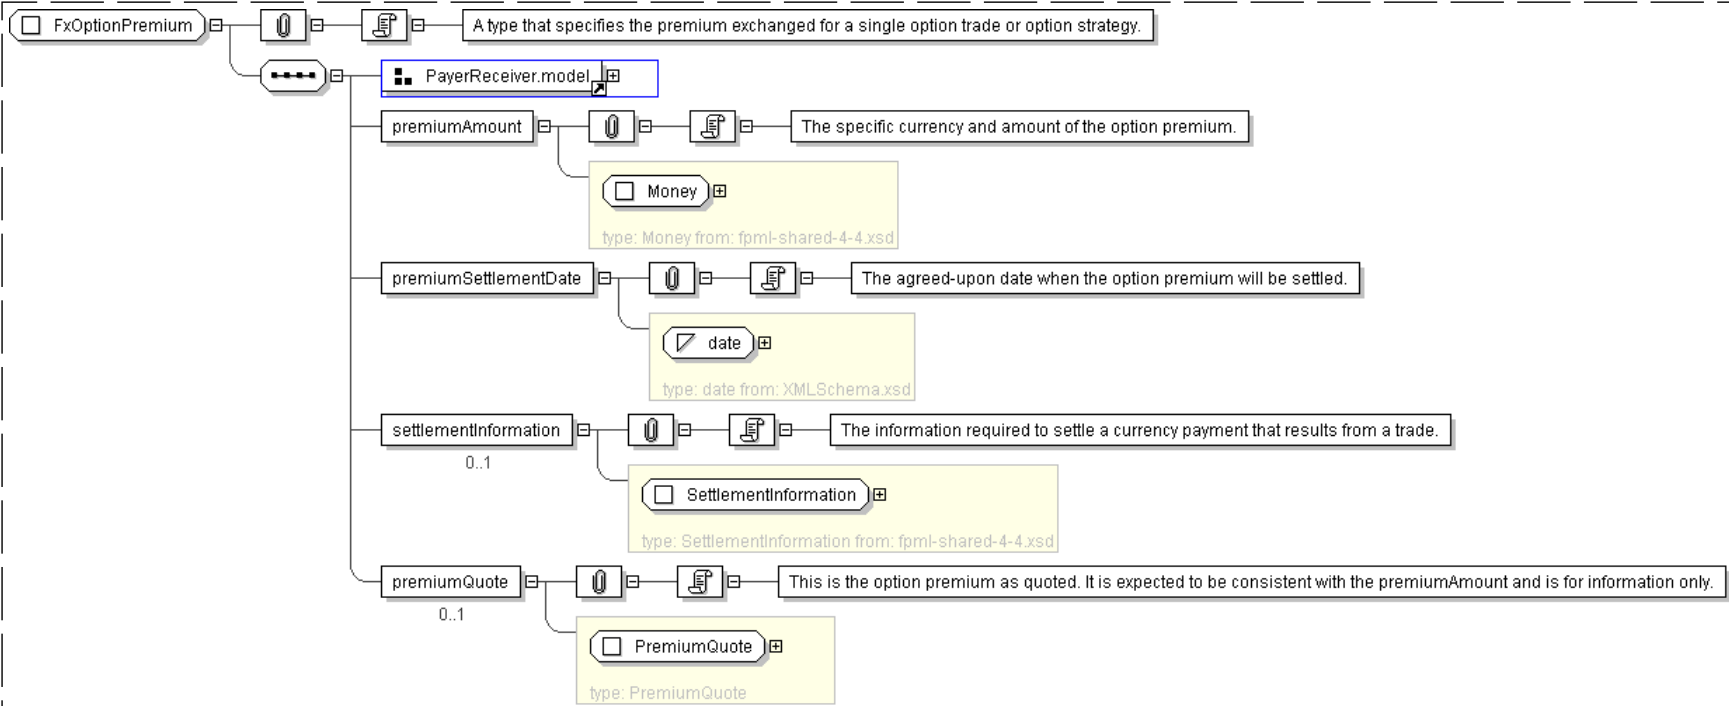 FxOptionPremium
A type that specifies the premium exchanged for a single option trade or option strategy.
PayerReceiver.model
premiumAmount
The specific currency and amount of the option premium.
Money
type: Money from: fpml-shared-4-4.xsd
premiumSettlementDate
The agreed-upon date when the option premium will be settled.
date
type: date from: XMLSchema.xsd
settlementInformation
The information required to settle a currency payment that results from a trade.
0..1
SettlementInformation
type: SettlementInformation from: fpml-shared-4-4.xsd
premiumQuote
This is the option premium as quoted. It is expected to be consistent with the premiumAmount and is for information only.
0..1
PremiumQuote
type: PremiumQuote